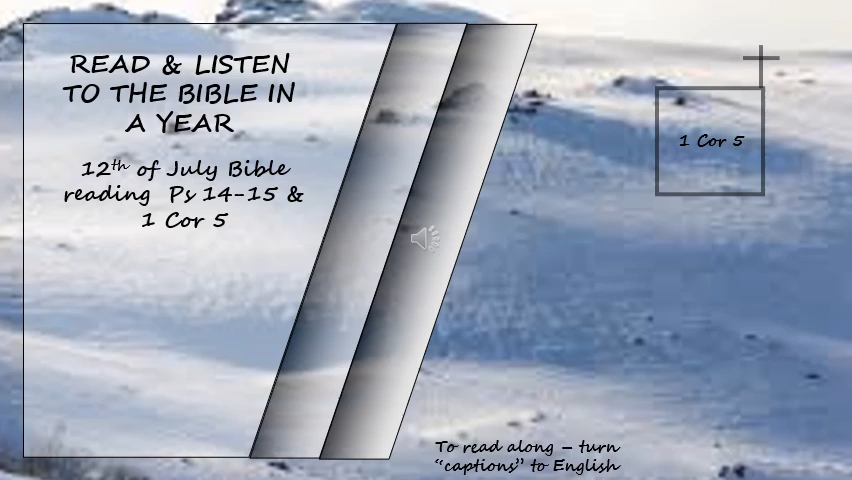 READ & LISTEN
TO THE BIBLE IN
A YEAR
12th of July Bible
reading Ps 14-15 &
1 Cor 5
1 Cor 5
To read along – turn
“captions” to English